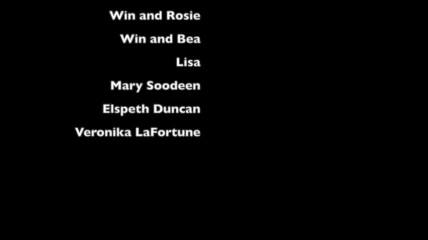 Win and Rosie
Win and Bea
Lisa
Mary Soodeen
Elspeth Duncan
Veronika LaFortune